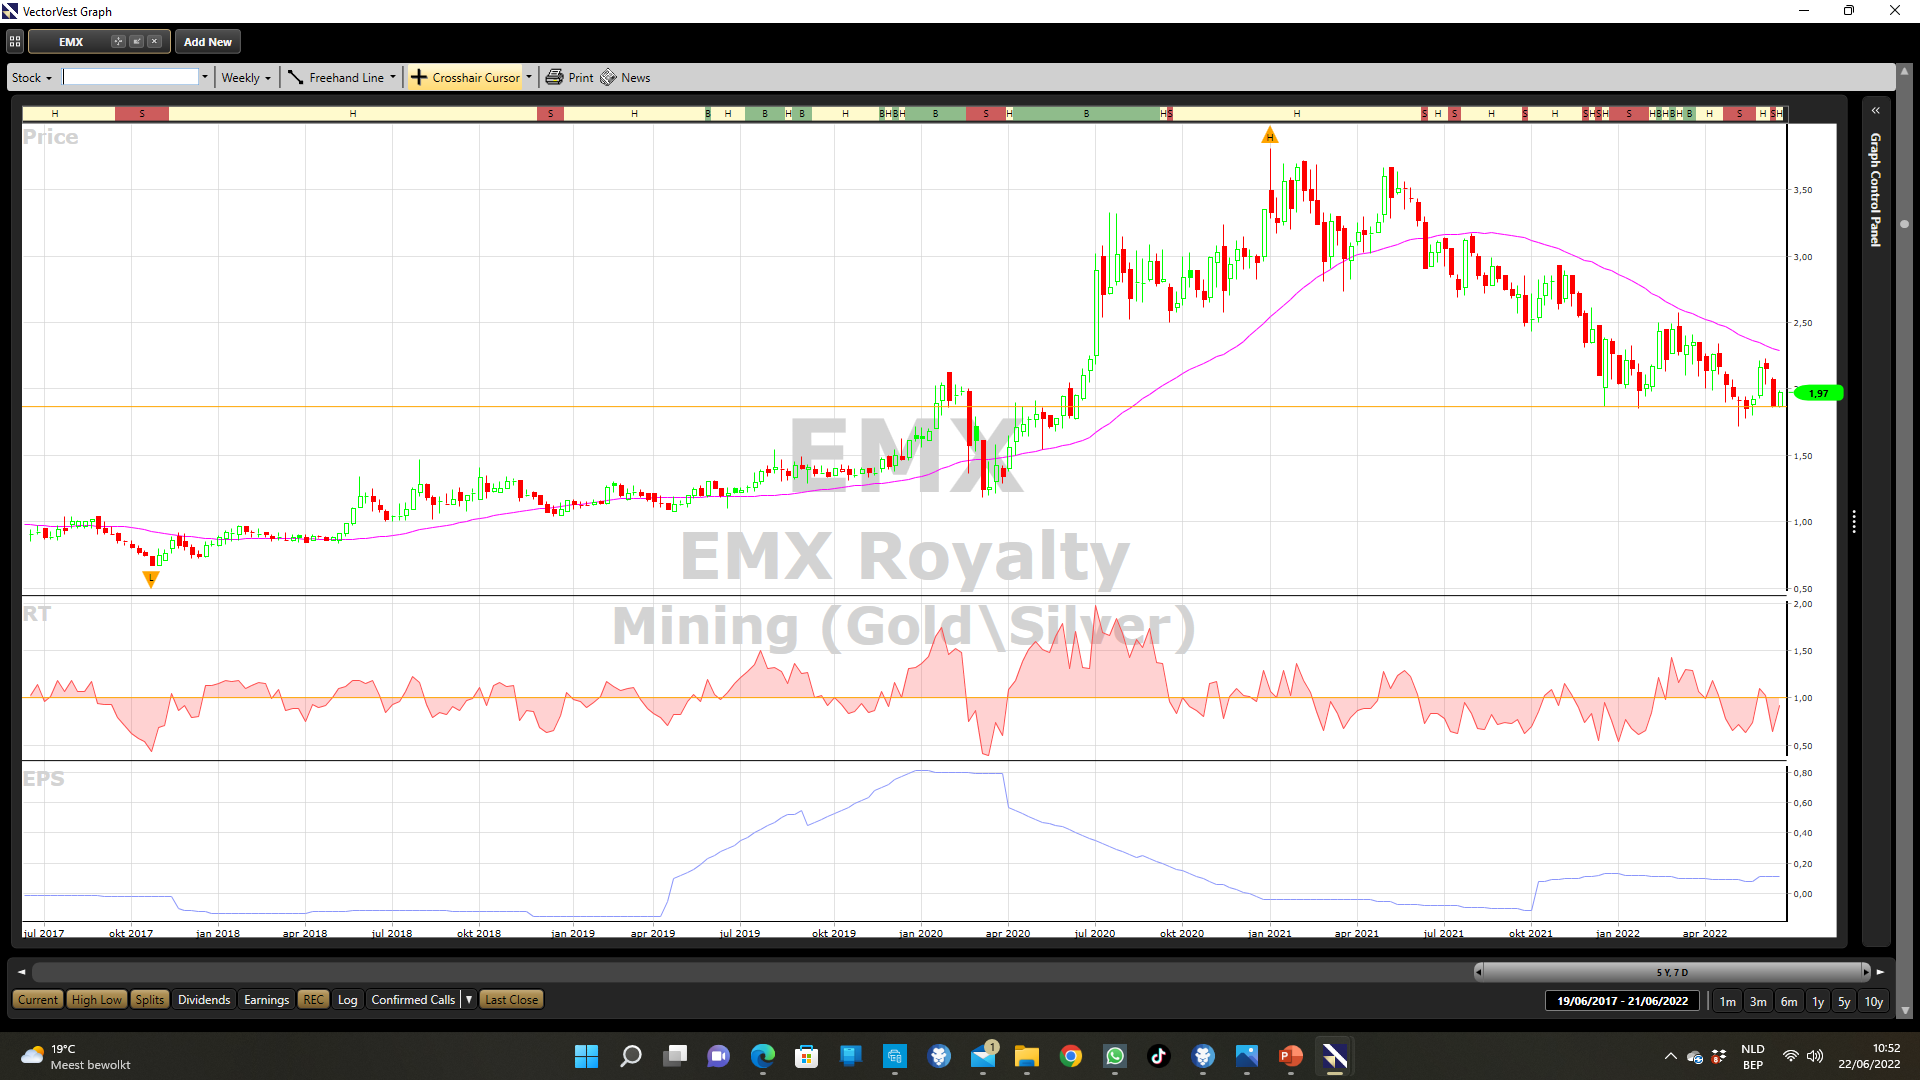 VectorVest Graph
EMX
Add New
Stock
Weekly
Freehand Line
Crosshair Cursor
Print
News
H S H S H B H B H B H B H B H B S H B H S H S H S H S H S H S H S H B H B H B H S H S H
Price
H
3,50
3,00
2,50
1,97
1,50
1,00
0,50
L
EMX
EMX Royalty
Mining (Gold\Silver)
RT
2,00
1,50
1,00
0,50
EPS
0,80
0,60
0,40
0,20
0,00
jul 2017 okt 2017 jan 2018 apr 2018 jul 2018 okt 2018 jan 2019 apr 2019 jul 2019 okt 2019 jan 2020 apr 2020 jul 2020 okt 2020 jan 2021 apr 2021 jul 2021 okt 2021 jan 2022 apr 2022
Graph Control Panel
5 Y, 7 D
Current High Low Splits Dividends Earnings REC Log Confirmed Calls Last Close
19/06/2017 - 21/06/2022 1m 3m 6m 1y 5y 10y
19°C
Meest bewolkt
1
NLD
BEP
10:52
22/06/2022